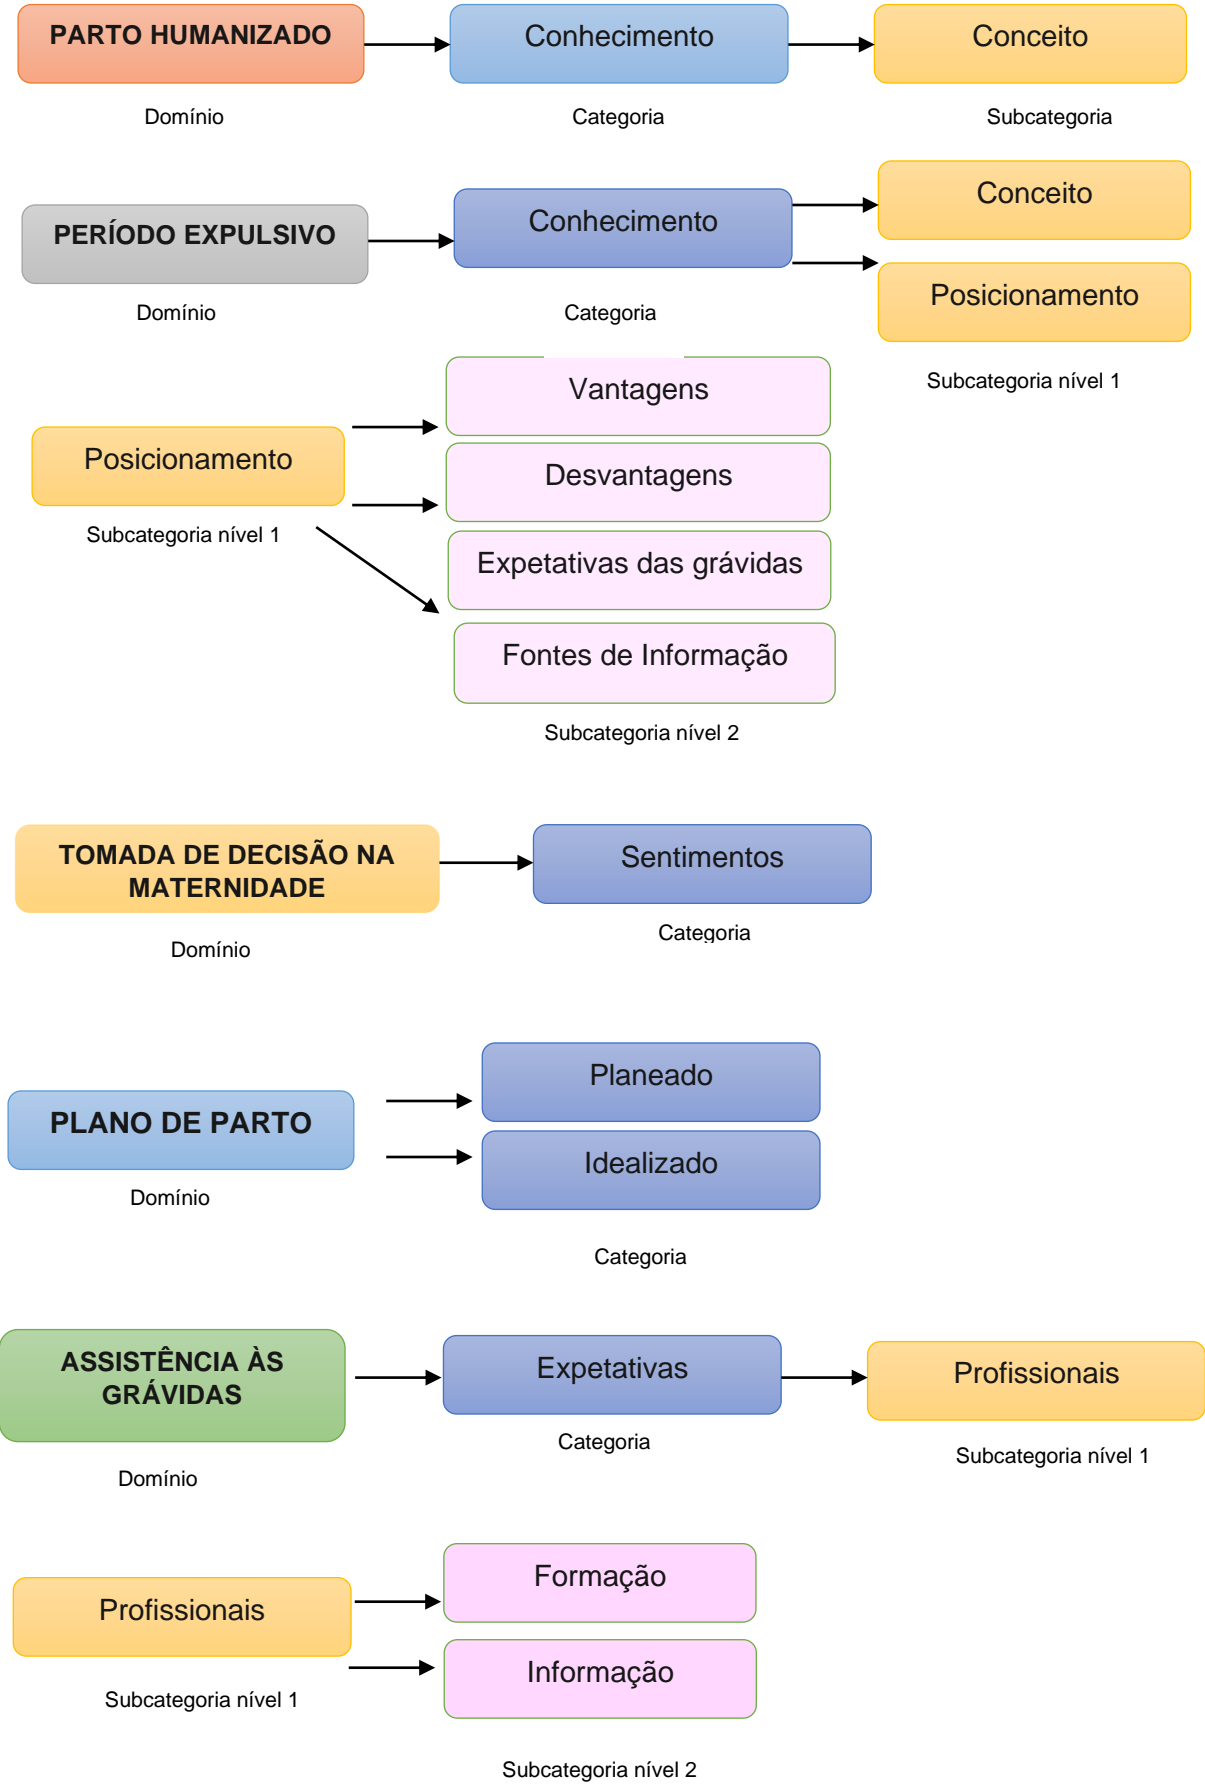 PARTO HUMANIZADO
Conhecimento
Conceito
Domínio
Categoria
Subcategoria
PERÍODO EXPULSIVO
Conhecimento
Conceito
Posicionamento
Domínio
Categoria
Subcategoria nível 1
Posicionamento
Subcategoria nível 1
Vantagens
Desvantagens
Expetativas das grávidas
Fontes de Informação
Subcategoria nível 2
TOMADA DE DECISÃO NA
MATERNIDADE
Sentimentos
Domínio
Categoria
PLANO DE PARTO
Planeado
Idealizado
Domínio
Categoria
ASSISTÊNCIA ÀS
GRÁVIDAS
Expetativas
Profissionais
Domínio
Categoria
Subcategoria nível 1
Profissionais
Subcategoria nível 1
Formação
Informação
Subcategoria nível 2